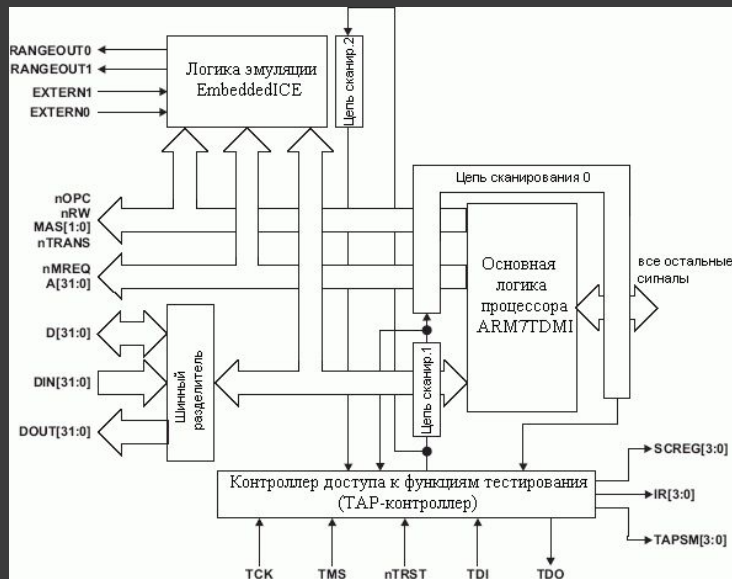 RANGEOUT0
RANGEOUT1
EXTERN1
EXTERN0
Логика эмуляции
EmbeddedICE
Цепь сканир.2
Цепь сканирования 0
nOPC
nRW
MAS[1:0]
nTRANS
nMREQ
A[31:0]
Основная
логика
процессора
ARM7TDMI
все остальные
сигналы
D[31:0]
DIN[31:0]
DOUT[31:0]
Шинный
разделитель
Цепь сканир.1
Контроллер доступа к функциям тестирования
(TAP-контроллер)
SCREG[3:0]
IR[3:0]
TAPSM[3:0]
TCK
TMS
nTRST
TDI
TDO